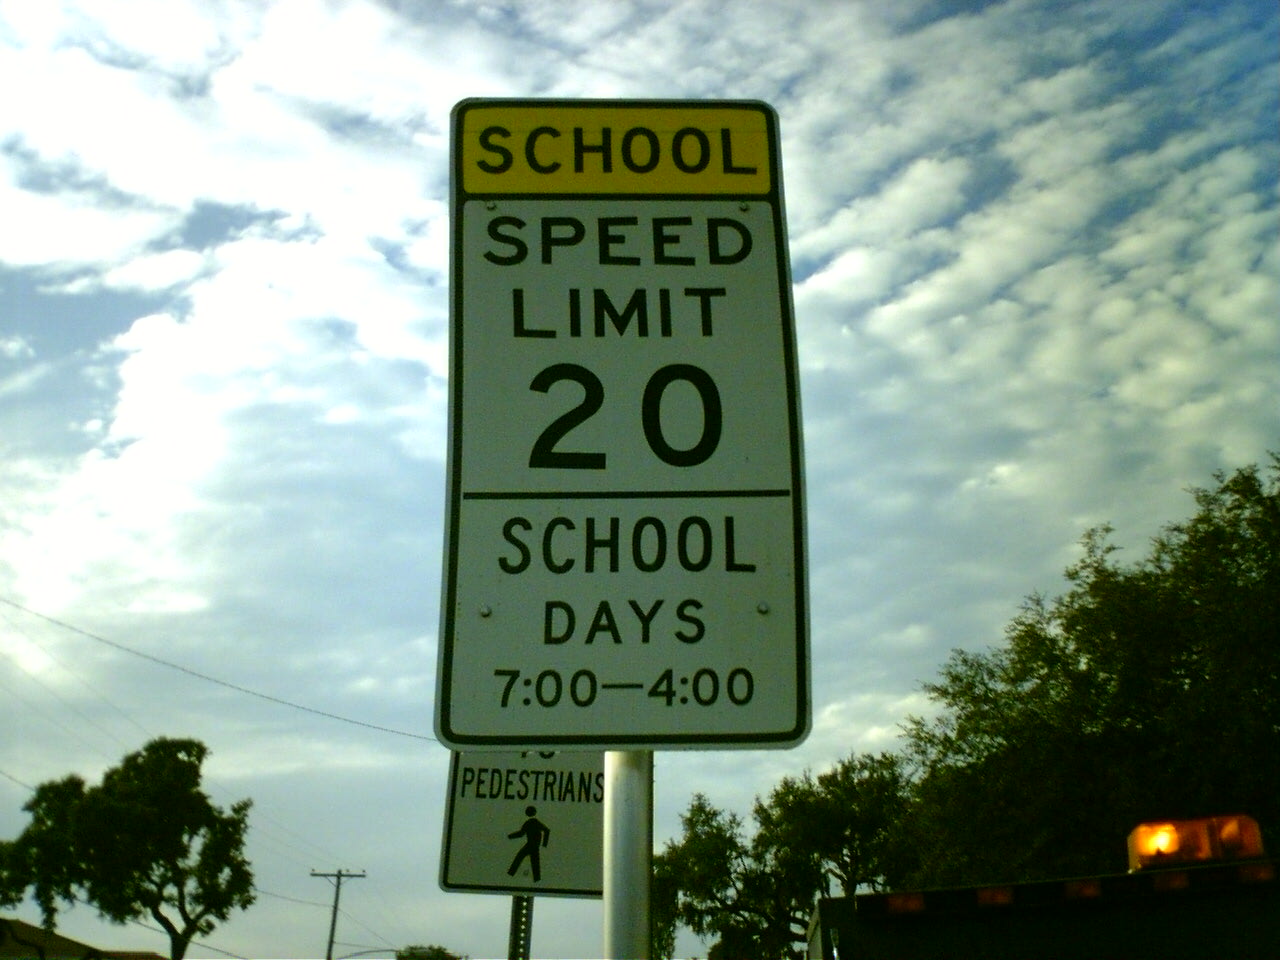 SCHOOL
SPEED
LIMIT
20
SCHOOL
DAYS
7:00—4:00
PEDESTRIANS